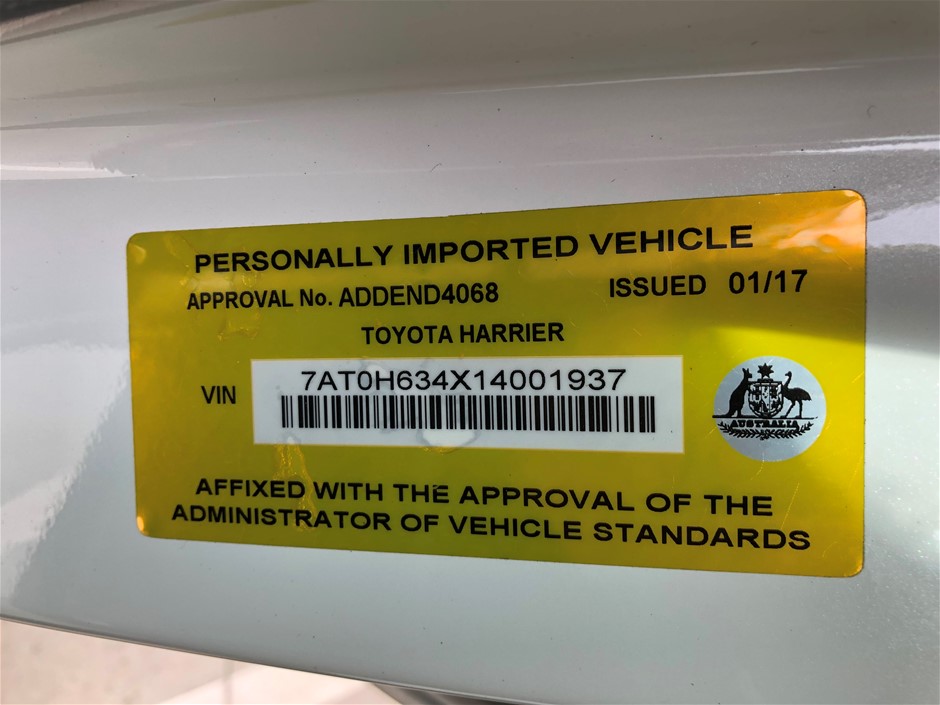 PERSONALLY IMPORTED VEHICLE
APPROVAL No. ADDEND4068 ISSUED 01/17
TOYOTA HARRIER
VIN 7AT0H634X14001937
AUSTRALIA
AFFIXED WITH THE APPROVAL OF THE
ADMINISTRATOR OF VEHICLE STANDARDS